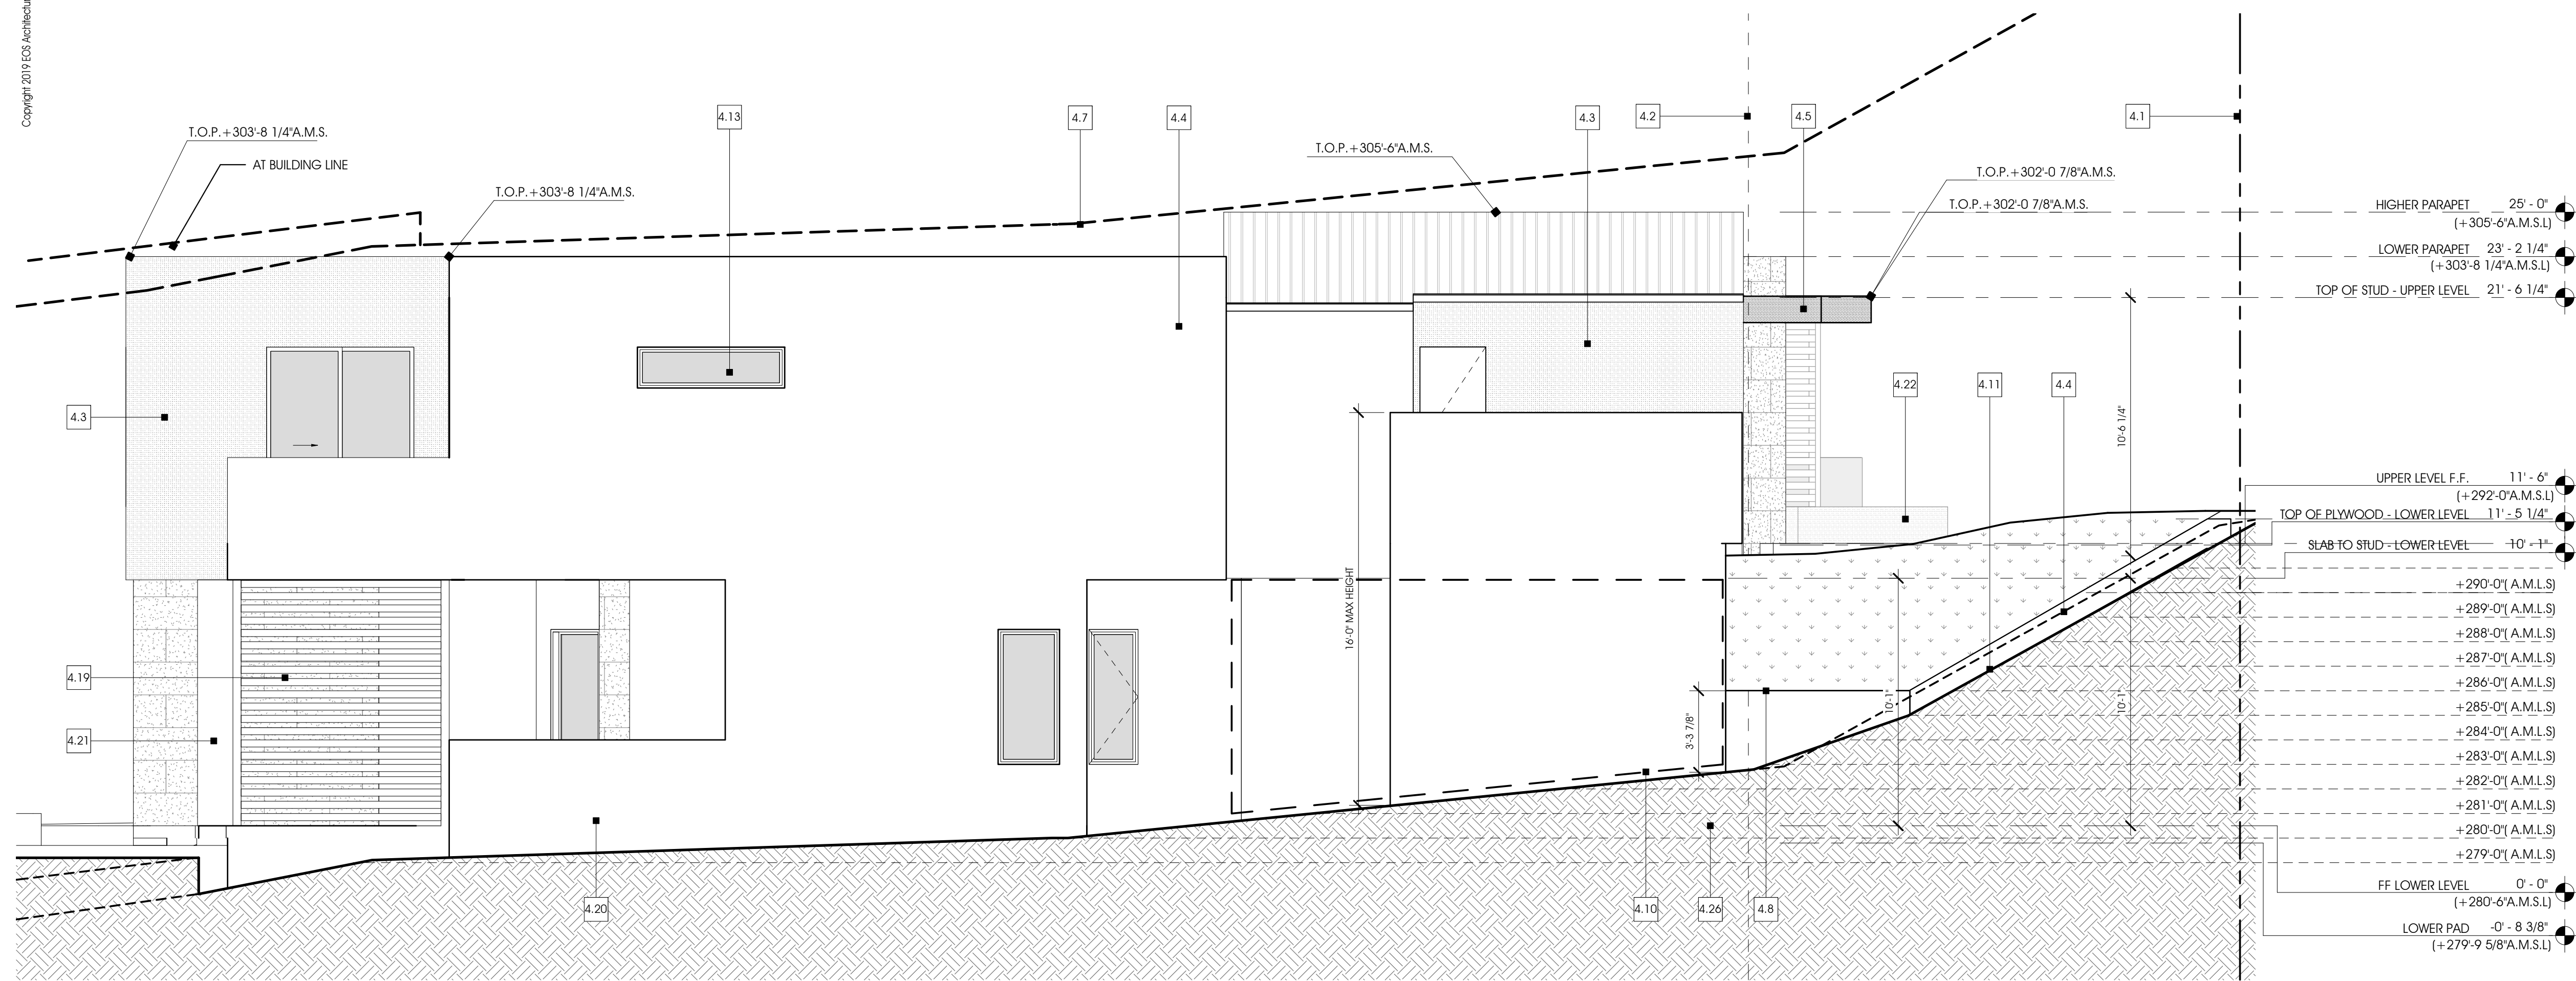 Copyright 2019 EOS Architectur
T.O.P.+303'-8 1/4"A.M.S.
AT BUILDING LINE
T.O.P.+303'-8 1/4"A.M.S.
4.13
4.7
4.4
T.O.P.+305'-6"A.M.S.
4.3
4.2
4.5
4.1
T.O.P.+302'-0 7/8"A.M.S.
T.O.P.+302'-0 7/8"A.M.S.
HIGHER PARAPET 25' - 0"
(+305'-6"A.M.S.L)
LOWER PARAPET 23' - 2 1/4"
(+303'-8 1/4"A.M.S.L)
TOP OF STUD - UPPER LEVEL 21' - 6 1/4"
4.3
4.22
4.11
4.4
10'-6 1/4"
UPPER LEVEL F.F. 11' - 6"
(+292'-0"A.M.S.L)
TOP OF PLYWOOD - LOWER LEVEL 11' - 5 1/4"
SLAB TO STUD - LOWER LEVEL 10' - 1"
16'-0" MAX HEIGHT
3'-3 7/8"
10'-1"
10'-1"
+290'-0"( A.M.L.S)
+289'-0"( A.M.L.S)
+288'-0"( A.M.L.S)
+287'-0"( A.M.L.S)
+286'-0"( A.M.L.S)
+285'-0"( A.M.L.S)
+284'-0"( A.M.L.S)
+283'-0"( A.M.L.S)
+282'-0"( A.M.L.S)
+281'-0"( A.M.L.S)
+280'-0"( A.M.L.S)
+279'-0"( A.M.L.S)
4.19
4.21
4.20
4.10
4.26
4.8
FF LOWER LEVEL 0' - 0"
(+280'-6"A.M.S.L)
LOWER PAD -0' - 8 3/8"
(+279'-9 5/8"A.M.S.L)